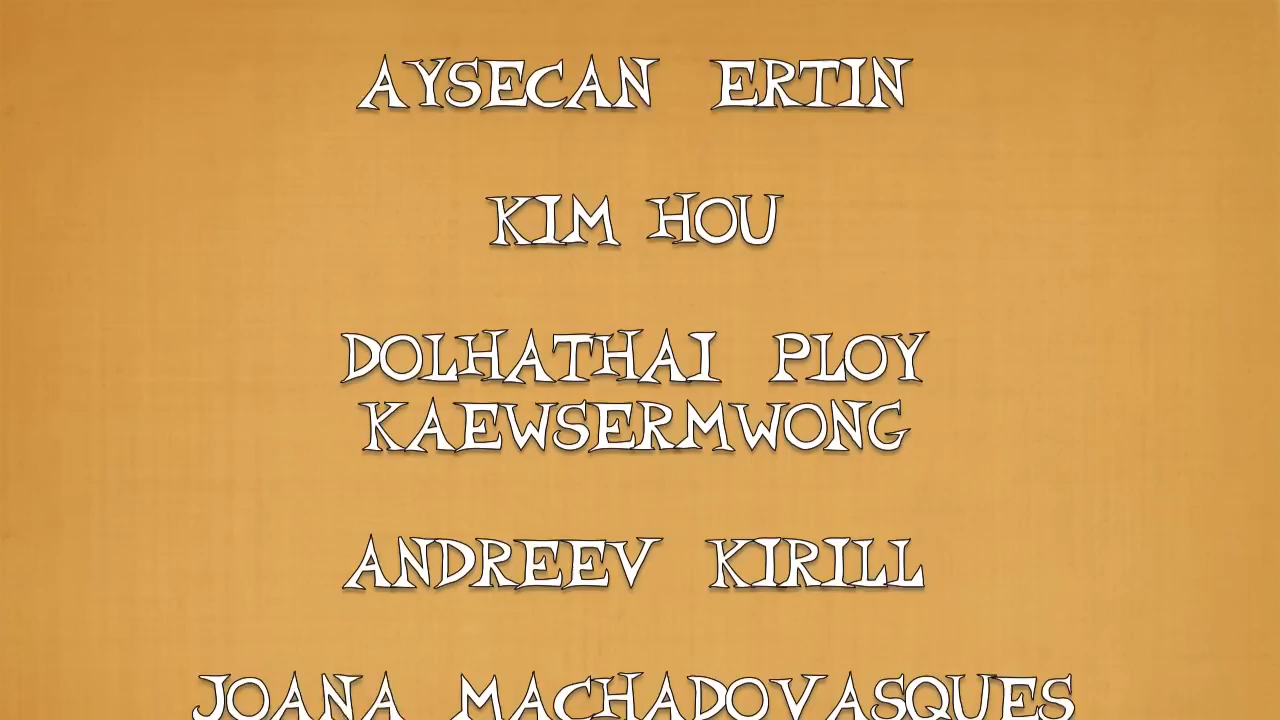 AYSECAN ERTIN
KIM HOU
DOLHATHAI PLOY
KAEWSERMWONG
ANDREEV KIRILL
JOANA MACHADOVASQUES